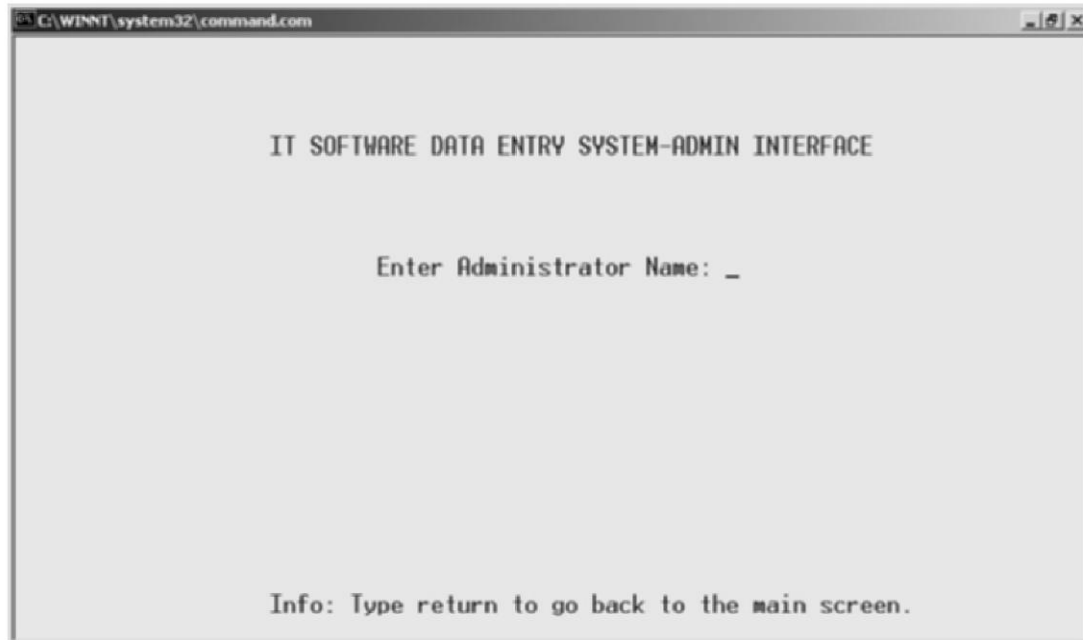 C:\WINNT\system32\command.com
IT SOFTWARE DATA ENTRY SYSTEM-ADMIN INTERFACE
Enter Administrator Name: _
Info: Type return to go back to the main screen.